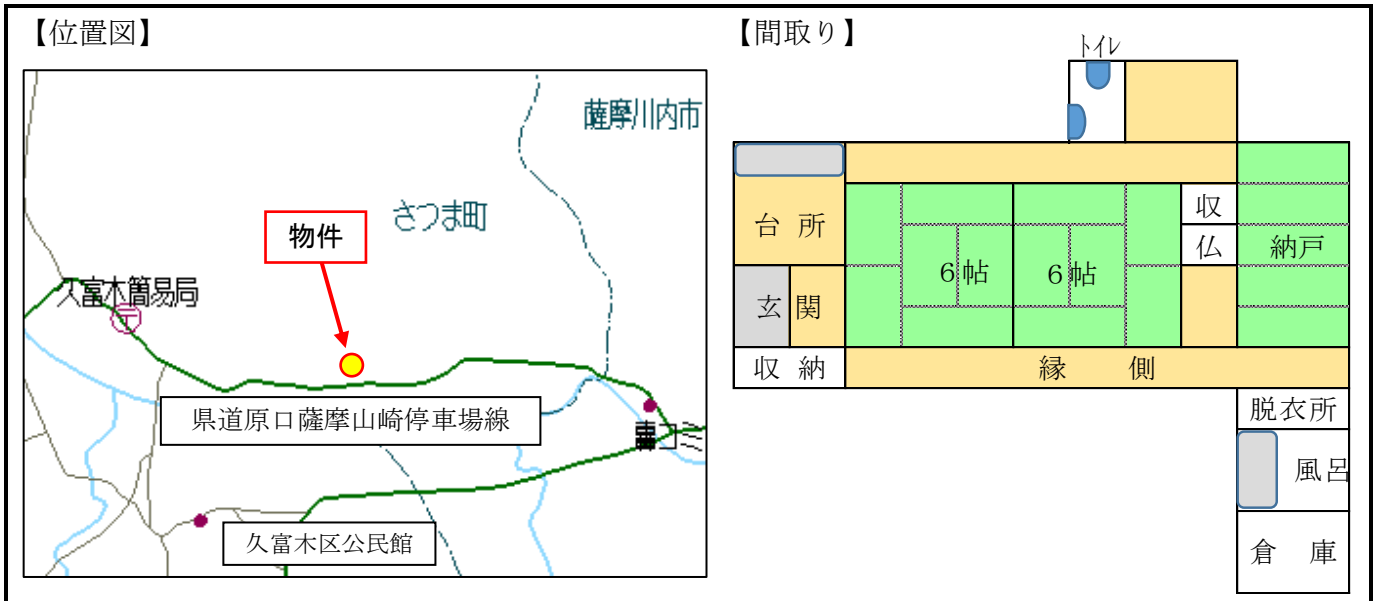 【位置図】
薩摩川内市
さつま町
物件
久富木簡易局
〒
県道原口薩摩山崎停車場線
久富木区公民館
【間取り】
トイレ
台所
収
仏
納戸
6帖
6帖
玄関
収納
縁側
脱衣所
風呂
倉庫